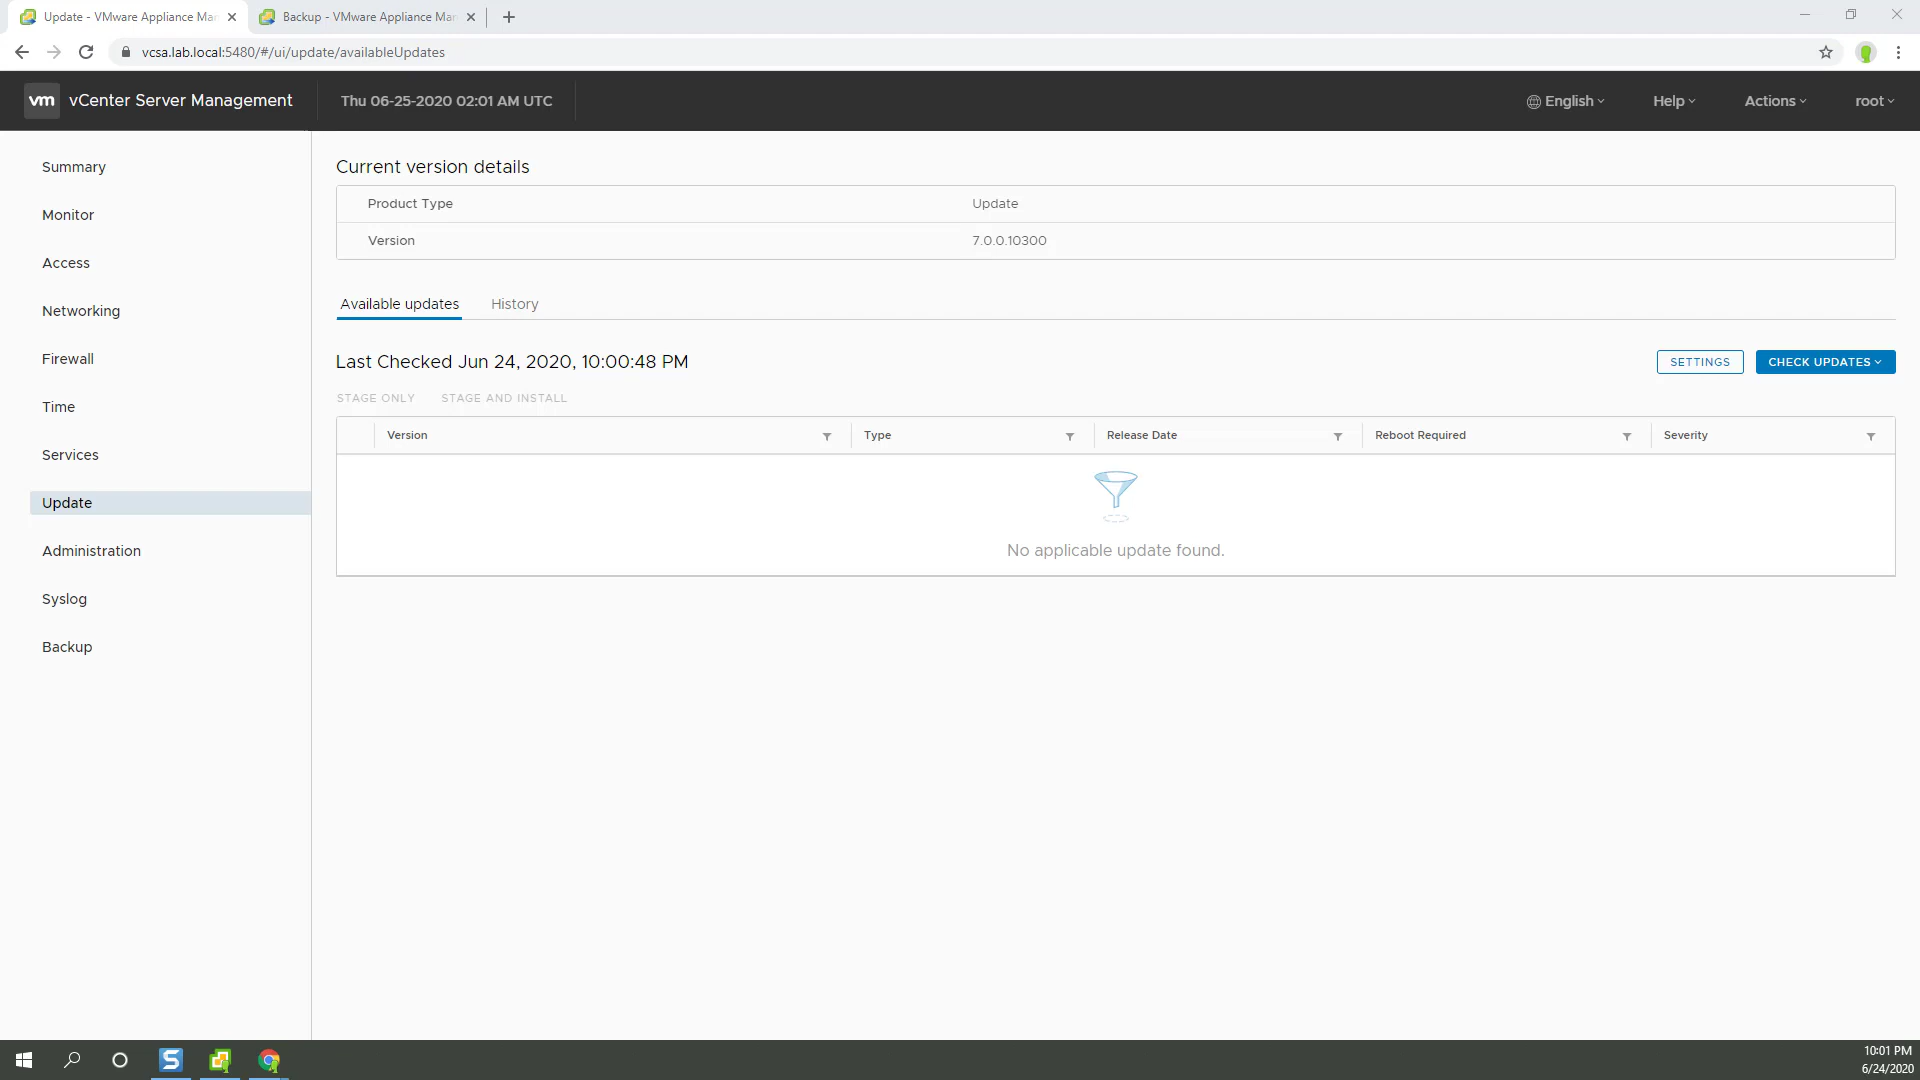 Update - VMware Appliance Mar
Backup - VMware Appliance Mar
vcsa.lab.local:5480/#/ui/update/availableUpdates
vm vCenter Server Management Thu 06-25-2020 02:01 AM UTC English Help Actions root
Summary
Monitor
Access
Networking
Firewall
Time
Services
Update
Administration
Syslog
Backup
Current version details
Product Type Update
Version 7.0.0.10300
Available updates History
Last Checked Jun 24, 2020, 10:00:48 PM
SETTINGS CHECK UPDATES
STAGE ONLY STAGE AND INSTALL
Version Type Release Date Reboot Required Severity
No applicable update found.
S
10:01 PM
6/24/2020